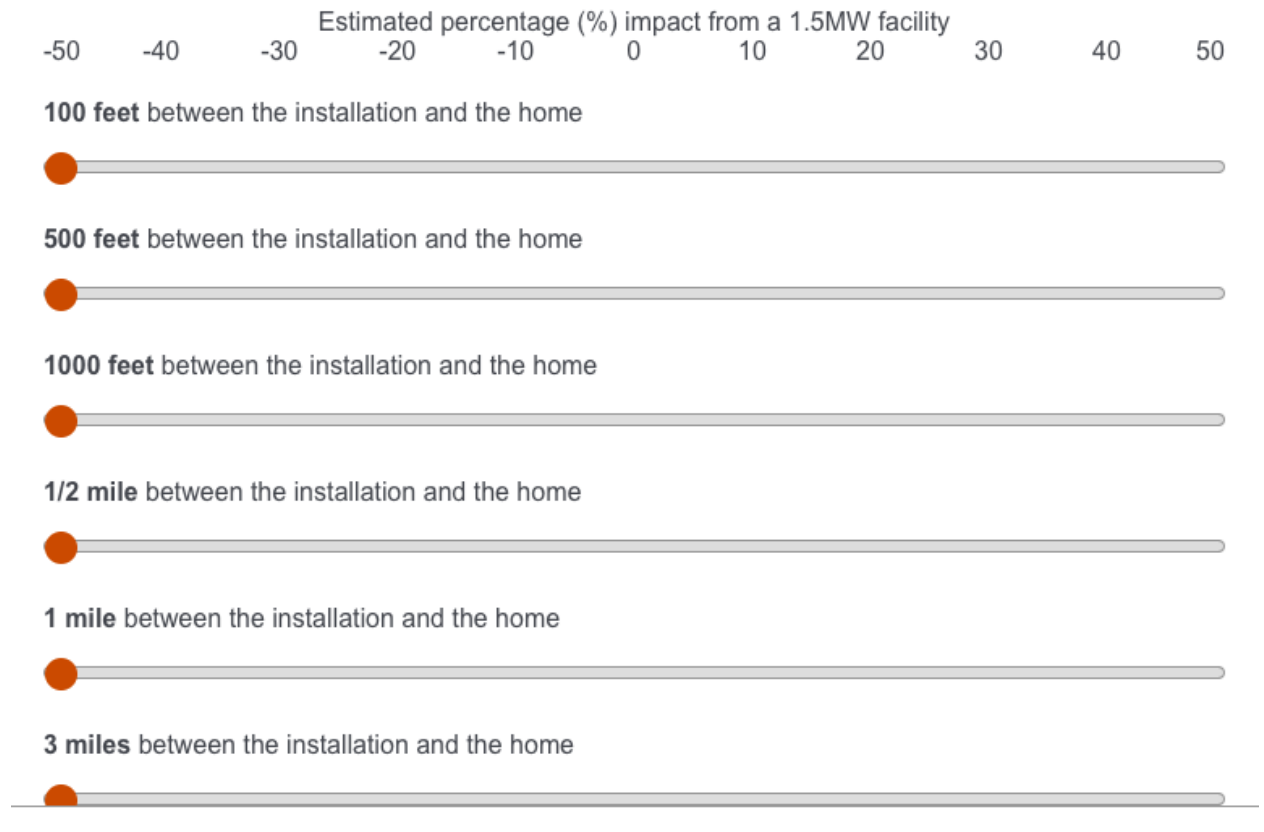 Estimated percentage (%) impact from a 1.5MW facility
-50 -40 -30 -20 -10 0 10 20 30 40 50
100 feet between the installation and the home
500 feet between the installation and the home
1000 feet between the installation and the home
1/2 mile between the installation and the home
1 mile between the installation and the home
3 miles between the installation and the home